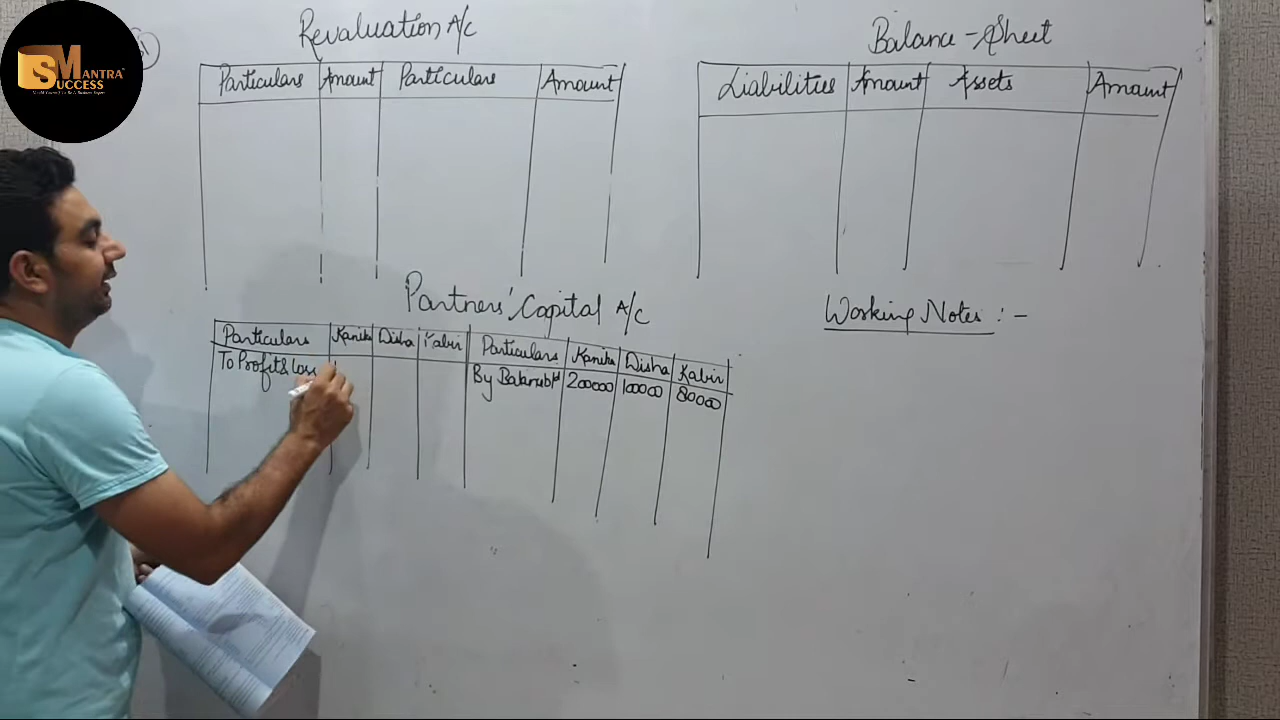 SMANTRA
SUCCESS
Revaluation A/c
Particulars Amount Particulars Amount
Balance-Sheet
Liabilities Amount Assets Amount
Partners' Capital A/c
Particulars Kanika Disha Kabir Particulars Kanika Disha Kabir
To Profit & Loss By Balance b/d 200000 100000 80000
Working Notes :-